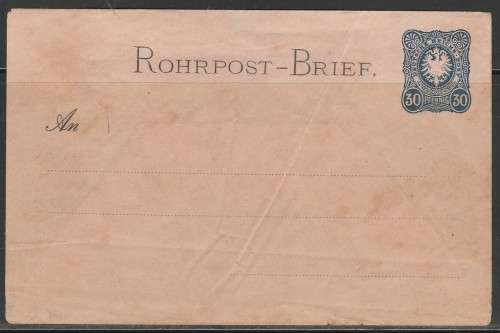 ROHRPOST-BRIEF.
30 PFENNIG 30
An